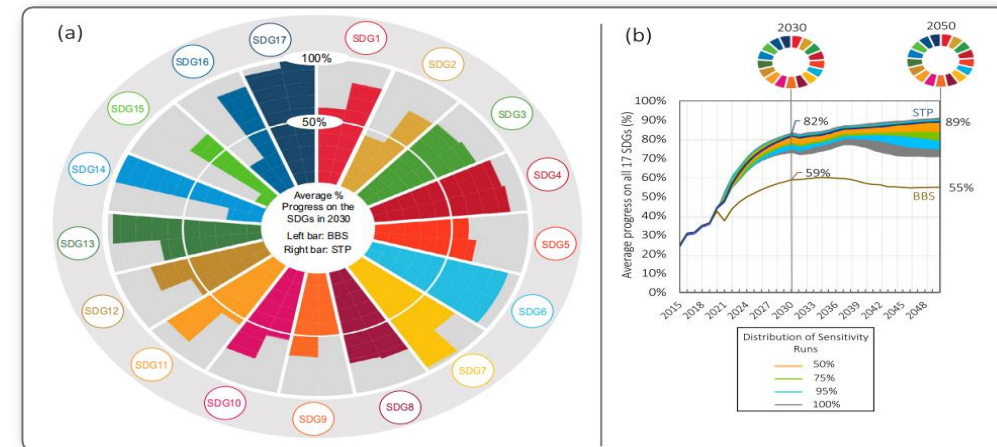 (a)
SDG1
SDG2
SDG3
SDG4
SDG5
SDG6
SDG7
SDG8
SDG9
SDG10
SDG11
SDG12
SDG13
SDG14
SDG15
SDG16
SDG17
100%
50%
Average %
Progress on the
SDGs in 2030
Left bar: BBS
Right bar: STP
(b)
2030
2050
Average progress on all 17 SDGs (%)
100%
90%
80%
70%
60%
50%
40%
30%
20%
10%
0%
82%
59%
STP
89%
BBS
55%
2015
2018
2021
2024
2027
2030
2033
2036
2039
2042
2045
2048
Distribution of Sensitivity
Runs
50%
75%
95%
100%